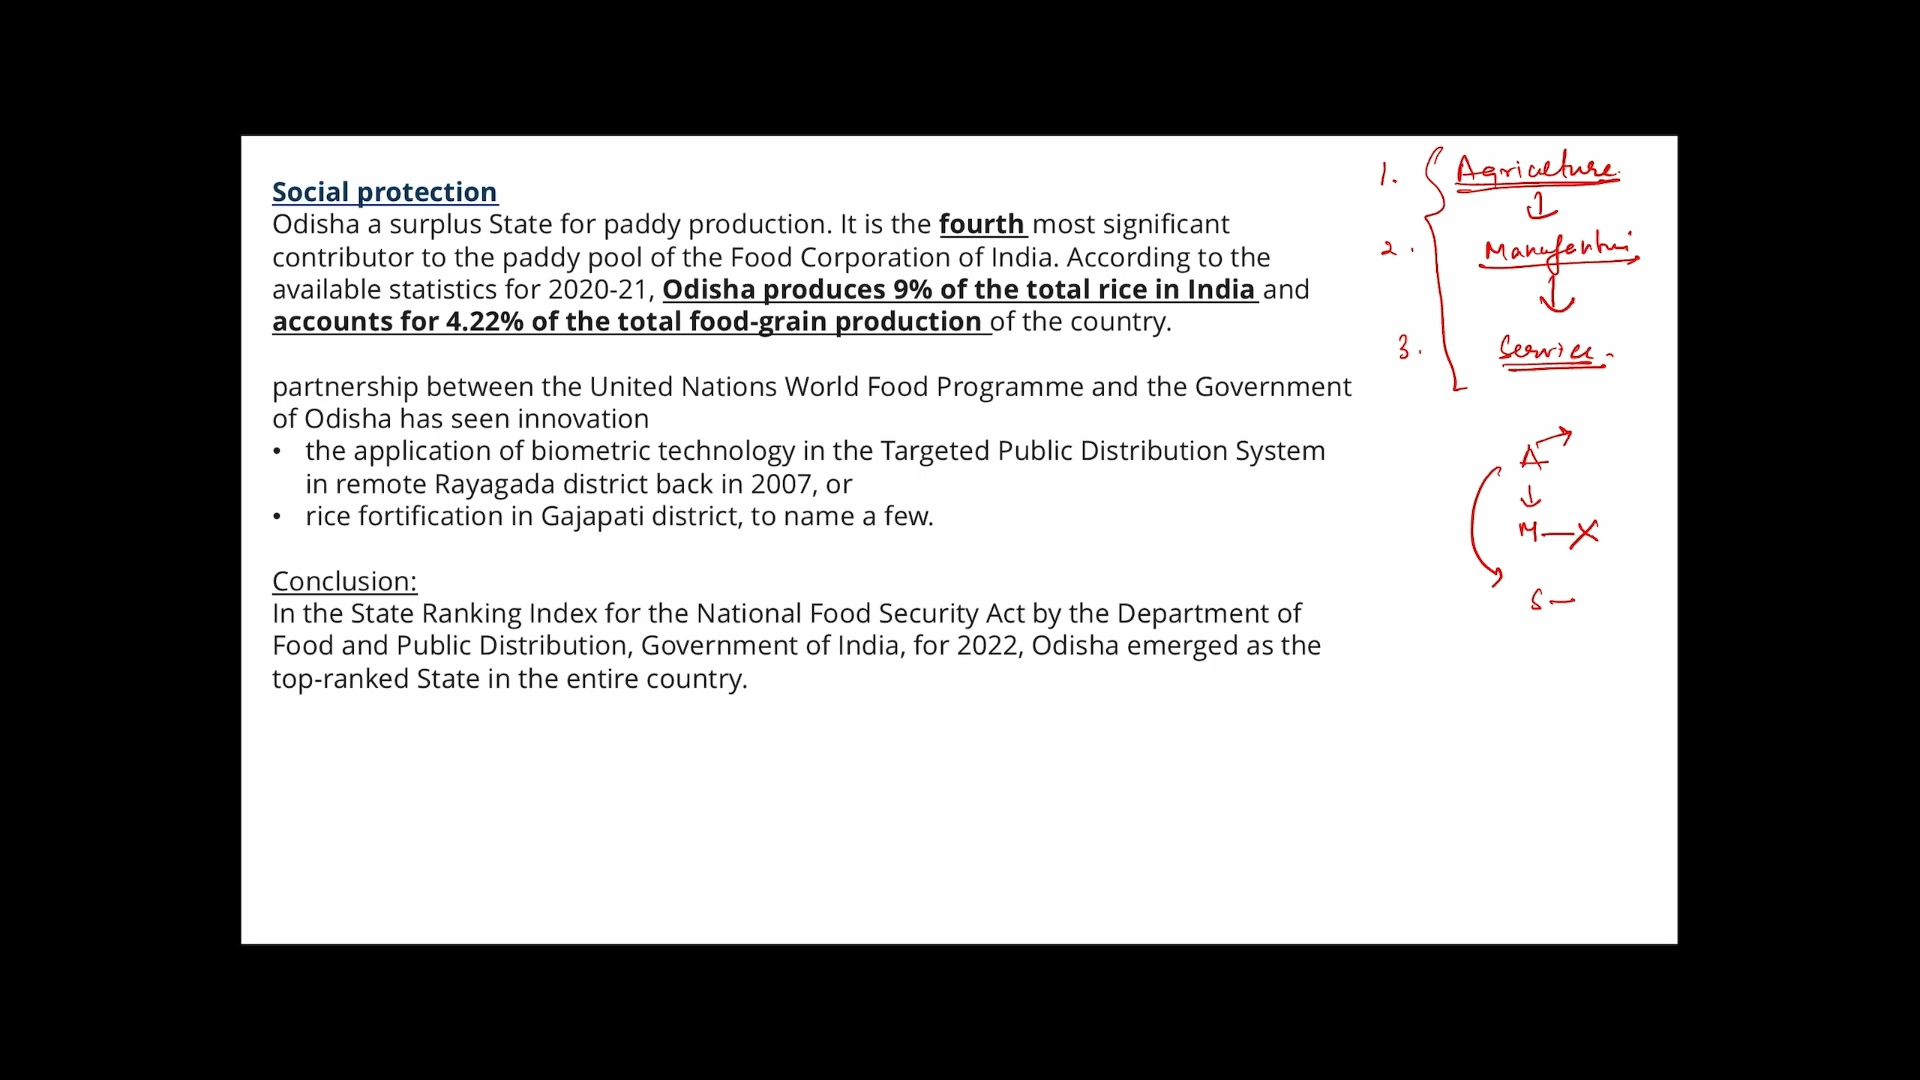 Social protection
Odisha a surplus State for paddy production. It is the fourth most significant
contributor to the paddy pool of the Food Corporation of India. According to the
available statistics for 2020-21, Odisha produces 9% of the total rice in India and
accounts for 4.22% of the total food-grain production of the country.
partnership between the United Nations World Food Programme and the Government
of Odisha has seen innovation
• the application of biometric technology in the Targeted Public Distribution System
in remote Rayagada district back in 2007, or
• rice fortification in Gajapati district, to name a few.
Conclusion:
In the State Ranking Index for the National Food Security Act by the Department of
Food and Public Distribution, Government of India, for 2022, Odisha emerged as the
top-ranked State in the entire country.
1. Agriculture
2.
3. Service
A
M—X
S—